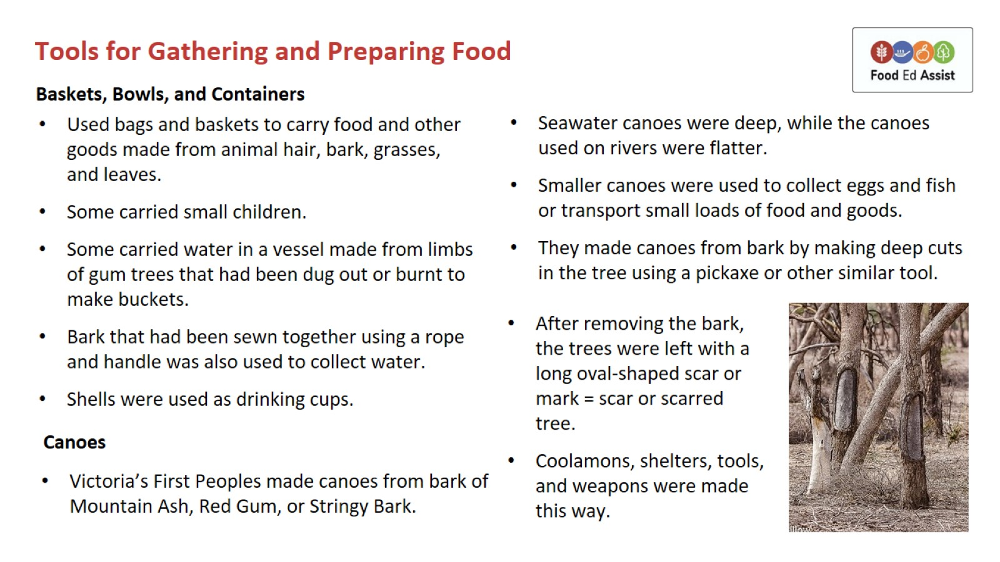 Tools for Gathering and Preparing Food
Food Ed Assist
Baskets, Bowls, and Containers
• Used bags and baskets to carry food and other
goods made from animal hair, bark, grasses,
and leaves.
• Some carried small children.
• Some carried water in a vessel made from limbs
of gum trees that had been dug out or burnt to
make buckets.
• Bark that had been sewn together using a rope
and handle was also used to collect water.
• Shells were used as drinking cups.
Canoes
• Victoria’s First Peoples made canoes from bark of
Mountain Ash, Red Gum, or Stringy Bark.
• Seawater canoes were deep, while the canoes
used on rivers were flatter.
• Smaller canoes were used to collect eggs and fish
or transport small loads of food and goods.
• They made canoes from bark by making deep cuts
in the tree using a pickaxe or other similar tool.
• After removing the bark,
the trees were left with a
long oval-shaped scar or
mark = scar or scarred
tree.
• Coolamons, shelters, tools,
and weapons were made
this way.